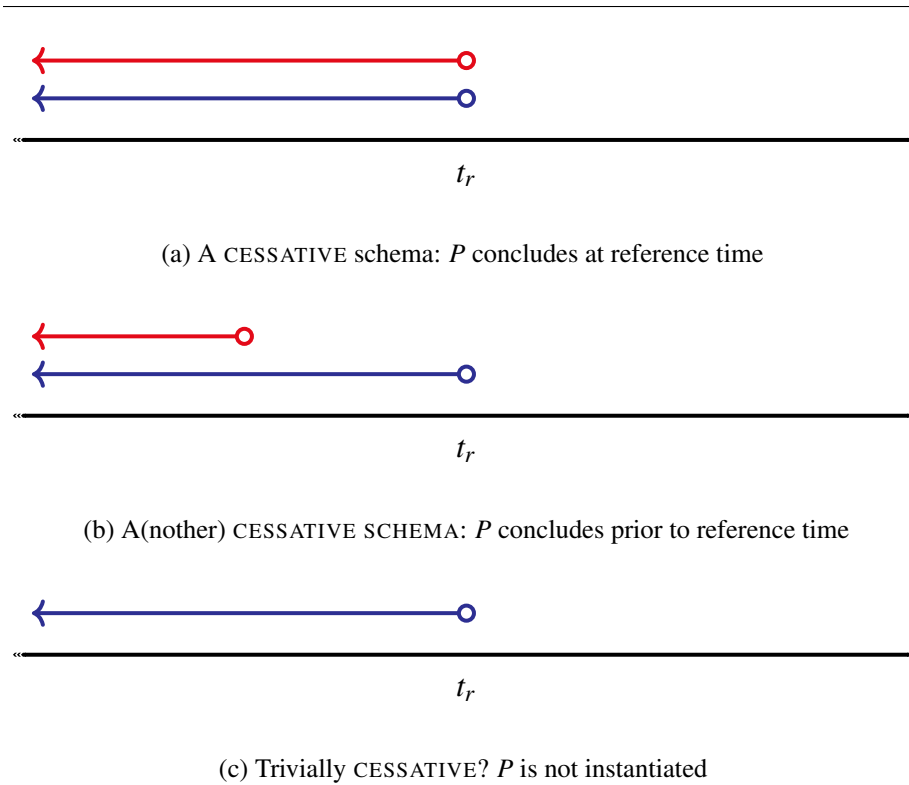 t_r
(a) A CESSATIVE schema: P concludes at reference time
t_r
(b) A(nother) CESSATIVE SCHEMA: P concludes prior to reference time
t_r
(c) Trivially CESSATIVE? P is not instantiated